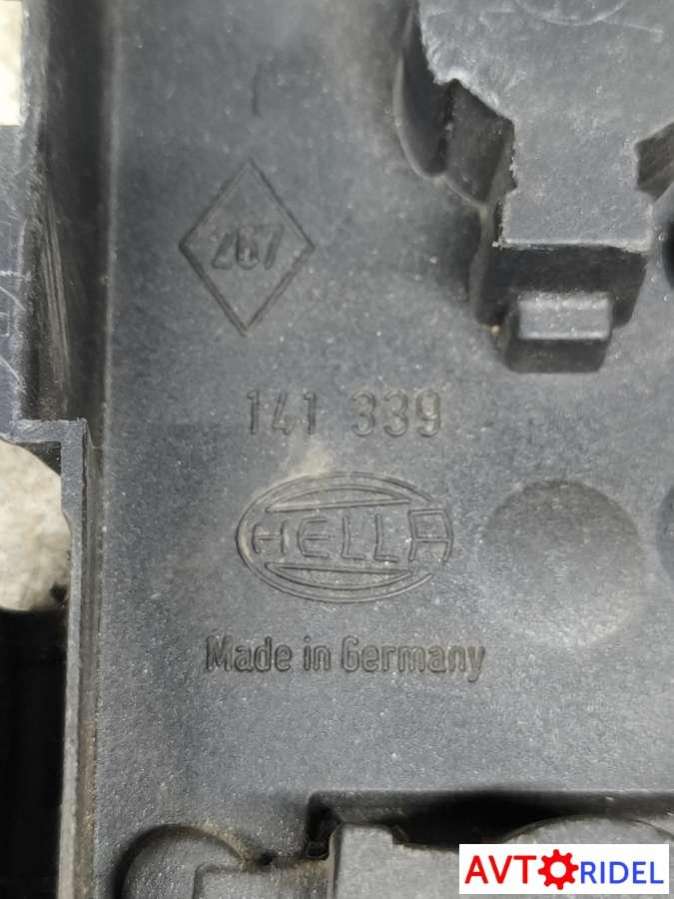 267
141 339
HELLA
Made in Germany
AVTORIDEL